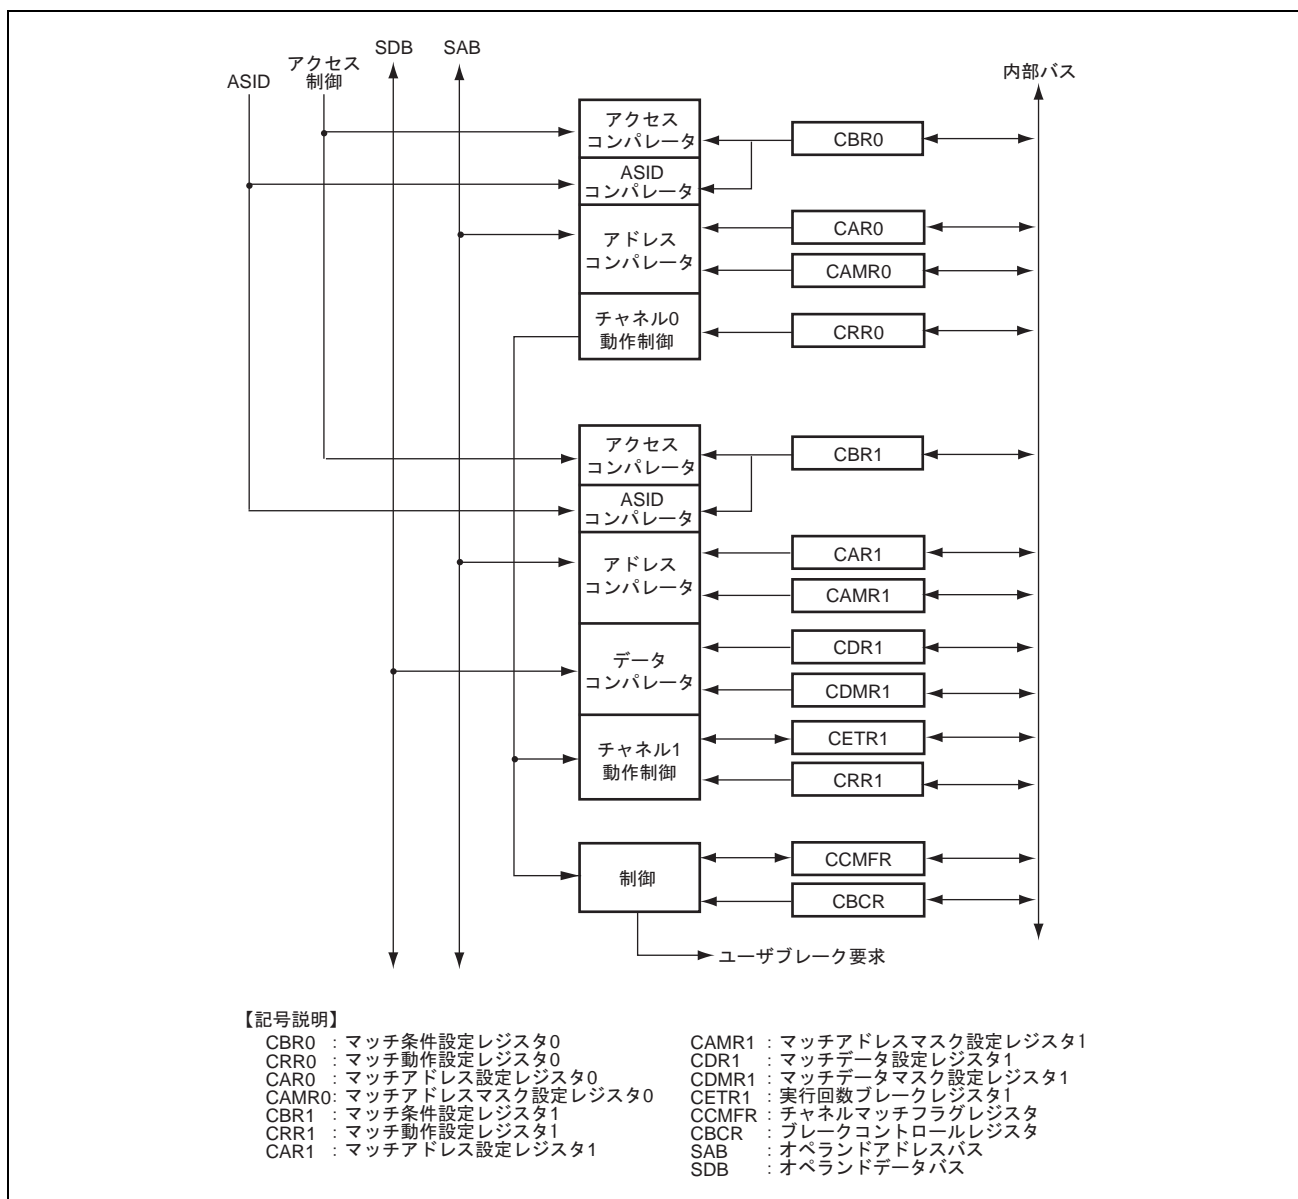 SDB
SAB
ASID
アクセス
制御
内部バス
アクセス
コンパレータ
CBR0
ASID
コンパレータ
アドレス
コンパレータ
CAR0
CAMR0
チャネル0
動作制御
CRR0
アクセス
コンパレータ
CBR1
ASID
コンパレータ
アドレス
コンパレータ
CAR1
CAMR1
データ
コンパレータ
CDR1
CDMR1
チャネル1
動作制御
CETR1
CRR1
制御
CCMFR
CBCR
ユーザブレーク要求
【記号説明】
CBR0 : マッチ条件設定レジスタ0
CRR0 : マッチ動作設定レジスタ0
CAR0 : マッチアドレス設定レジスタ0
CAMR0: マッチアドレスマスク設定レジスタ0
CBR1 : マッチ条件設定レジスタ1
CRR1 : マッチ動作設定レジスタ1
CAR1 : マッチアドレス設定レジスタ1
CAMR1 : マッチアドレスマスク設定レジスタ1
CDR1 : マッチデータ設定レジスタ1
CDMR1 : マッチデータマスク設定レジスタ1
CETR1 : 実行回数ブレークレジスタ1
CCMFR : チャネルマッチフラグレジスタ
CBCR : ブレークコントロールレジスタ
SAB : オペランドアドレスバス
SDB : オペランドデータバス